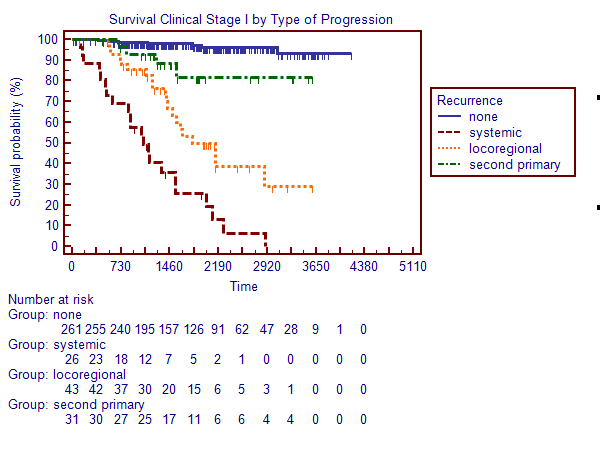 Survival Clinical Stage I by Type of Progression
Survival probability (%)
100
90
80
70
60
50
40
30
20
10
0
0 730 1460 2190 2920 3650 4380 5110
Time
Recurrence
none
systemic
locoregional
second primary
Number at risk
Group: none
261 255 240 195 157 126 91 62 47 28 9 1 0
Group: systemic
26 23 18 12 7 5 2 1 0 0 0 0 0
Group: locoregional
43 42 37 30 20 15 6 5 3 1 0 0 0
Group: second primary
31 30 27 25 17 11 6 6 4 4 0 0 0